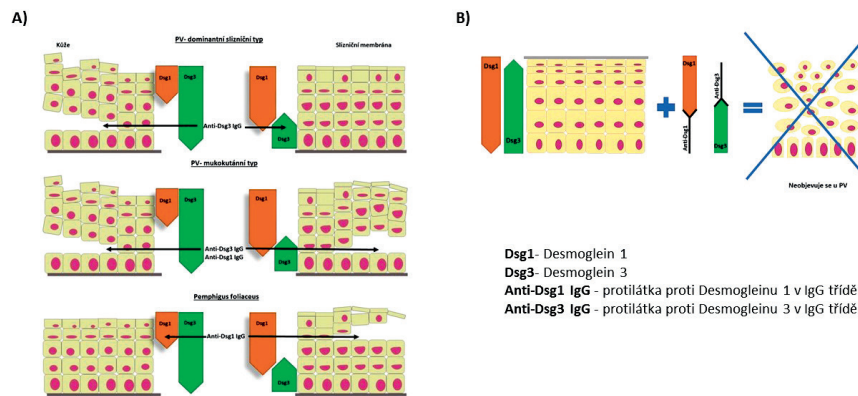 A)
PV- dominantní slizniční typ
Kůže
Slizniční membrána
Dsg1
Dsg3
Dsg1
Anti-Dsg3 IgG
Dsg3
PV- mukokutánní typ
Dsg1
Dsg3
Dsg1
Anti-Dsg3 IgG
Anti-Dsg1 IgG
Dsg3
Pemphigus foliaceus
Dsg1
Dsg3
Dsg1
Anti-Dsg1 IgG
Dsg3
B)
Dsg1
Dsg3
Dsg1
Anti-Dsg1
Anti-Dsg3
Dsg3
Neobjevuje se u PV
Dsg1- Desmoglein 1
Dsg3- Desmoglein 3
Anti-Dsg1 IgG - protilátka proti Desmogleinu 1 v IgG třídě
Anti-Dsg3 IgG - protilátka proti Desmogleinu 3 v IgG třídě